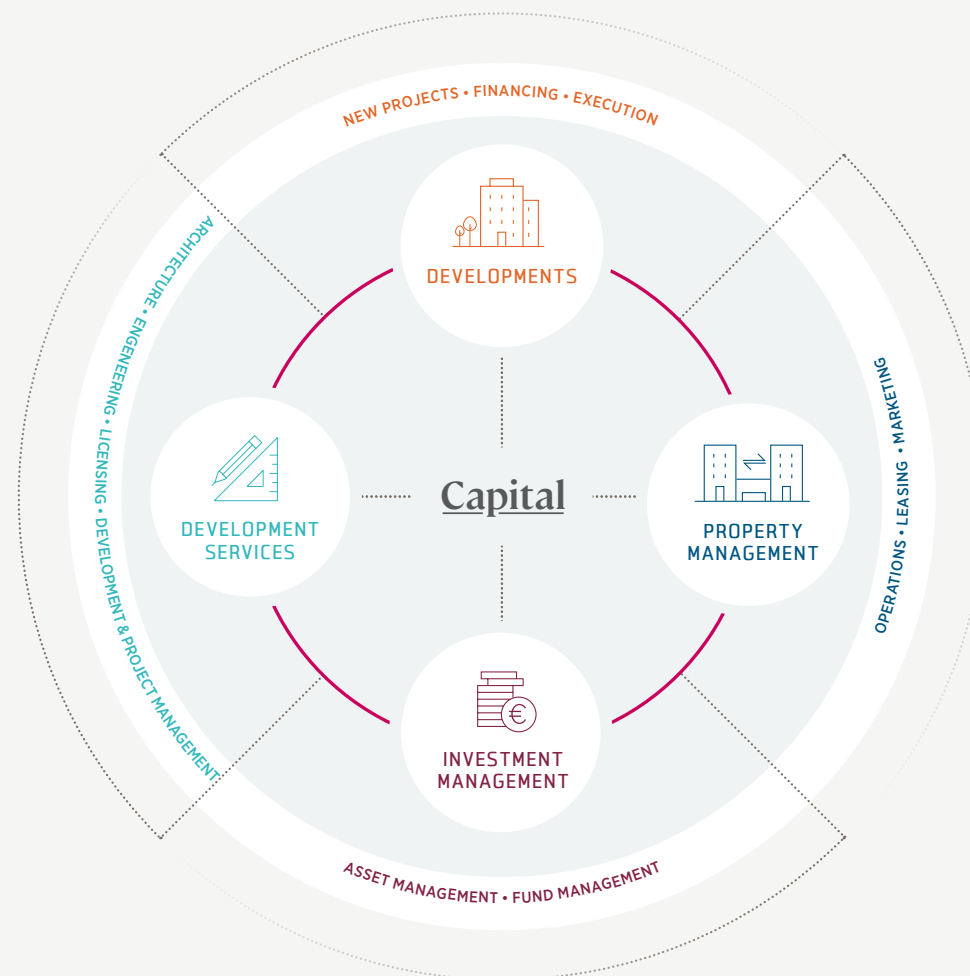 NEW PROJECTS • FINANCING • EXECUTION
DEVELOPMENTS
ARCHITECTURE • ENGENEERING • LICENSING • DEVELOPMENT & PROJECT MANAGEMENT
DEVELOPMENT
SERVICES
Capital
PROPERTY
MANAGEMENT
OPERATIONS • LEASING • MARKETING
€
INVESTMENT
MANAGEMENT
ASSET MANAGEMENT • FUND MANAGEMENT